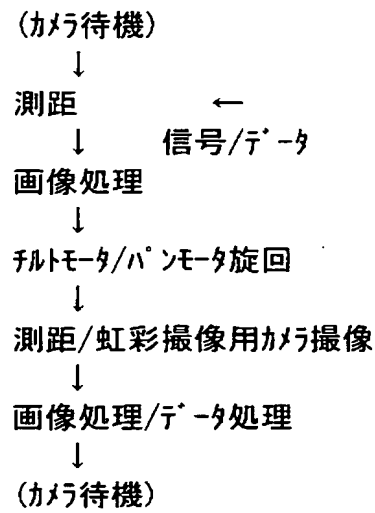 (ｶﾒﾗ待機)
↓
測距 ←
↓ 信号/ﾃﾞｰﾀ
画像処理
↓
ﾁﾙﾄﾓｰﾀ/ﾊﾟﾝﾓｰﾀ旋回
↓
測距/虹彩撮像用ｶﾒﾗ撮像
↓
画像処理/ﾃﾞｰﾀ処理
↓
(ｶﾒﾗ待機)